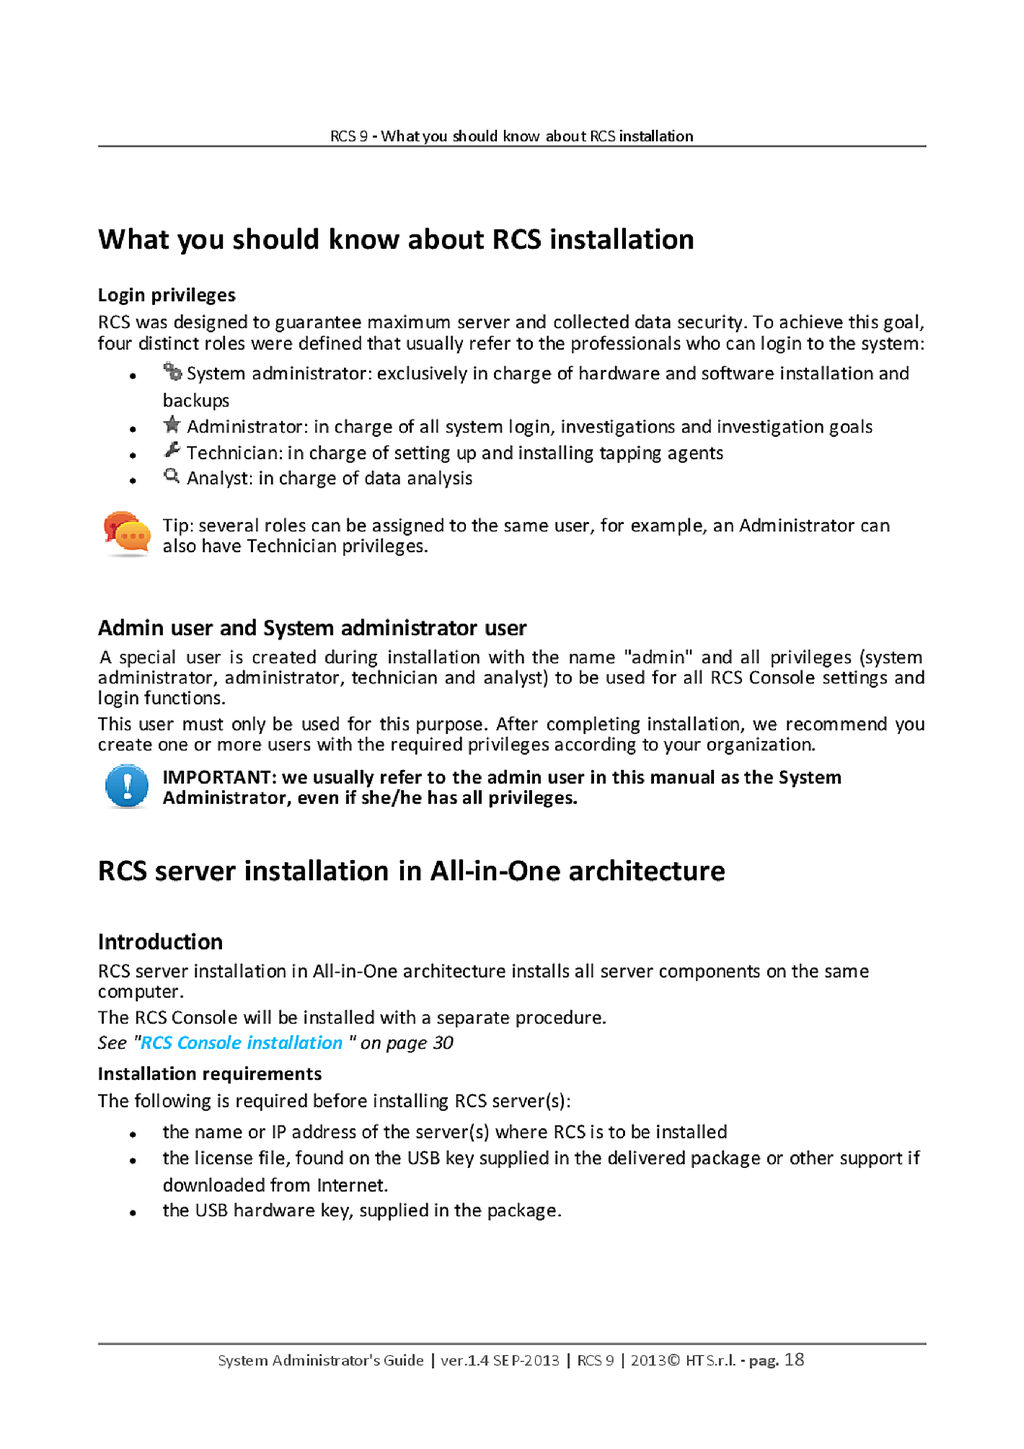 RCS 9 - What you should know about RCS installation
What you should know about RCS installation
Login privileges
RCS was designed to guarantee maximum server and collected data security. To achieve this goal,
four distinct roles were defined that usually refer to the professionals who can login to the system:
• System administrator: exclusively in charge of hardware and software installation and
backups
• Administrator: in charge of all system login, investigations and investigation goals
• Technician: in charge of setting up and installing tapping agents
• Analyst: in charge of data analysis
Tip: several roles can be assigned to the same user, for example, an Administrator can
also have Technician privileges.
Admin user and System administrator user
A special user is created during installation with the name "admin" and all privileges (system
administrator, administrator, technician and analyst) to be used for all RCS Console settings and
login functions.
This user must only be used for this purpose. After completing installation, we recommend you
create one or more users with the required privileges according to your organization.
IMPORTANT: we usually refer to the admin user in this manual as the System
Administrator, even if she/he has all privileges.
RCS server installation in All-in-One architecture
Introduction
RCS server installation in All-in-One architecture installs all server components on the same
computer.
The RCS Console will be installed with a separate procedure.
See "RCS Console installation " on page 30
Installation requirements
The following is required before installing RCS server(s):
• the name or IP address of the server(s) where RCS is to be installed
• the license file, found on the USB key supplied in the delivered package or other support if
downloaded from Internet.
• the USB hardware key, supplied in the package.
System Administrator's Guide | ver.1.4 SEP-2013 | RCS 9 | 2013© HT S.r.l. - pag. 18